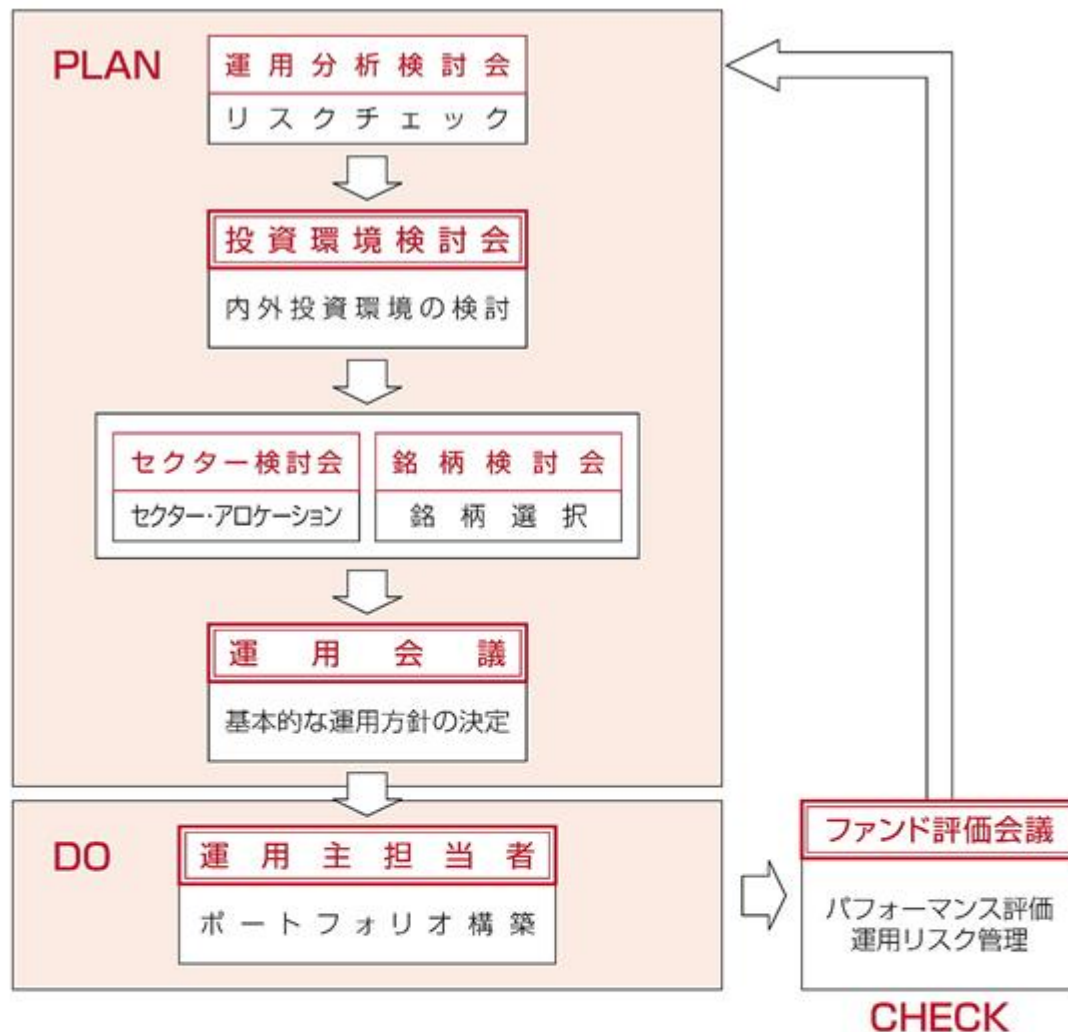 PLAN
運用分析検討会
リスクチェック
投資環境検討会
内外投資環境の検討
セクター検討会
セクター・アロケーション
銘柄検討会
銘柄選択
運用会議
基本的な運用方針の決定
DO
運用主担当者
ポートフォリオ構築
ファンド評価会議
パフォーマンス評価
運用リスク管理
CHECK